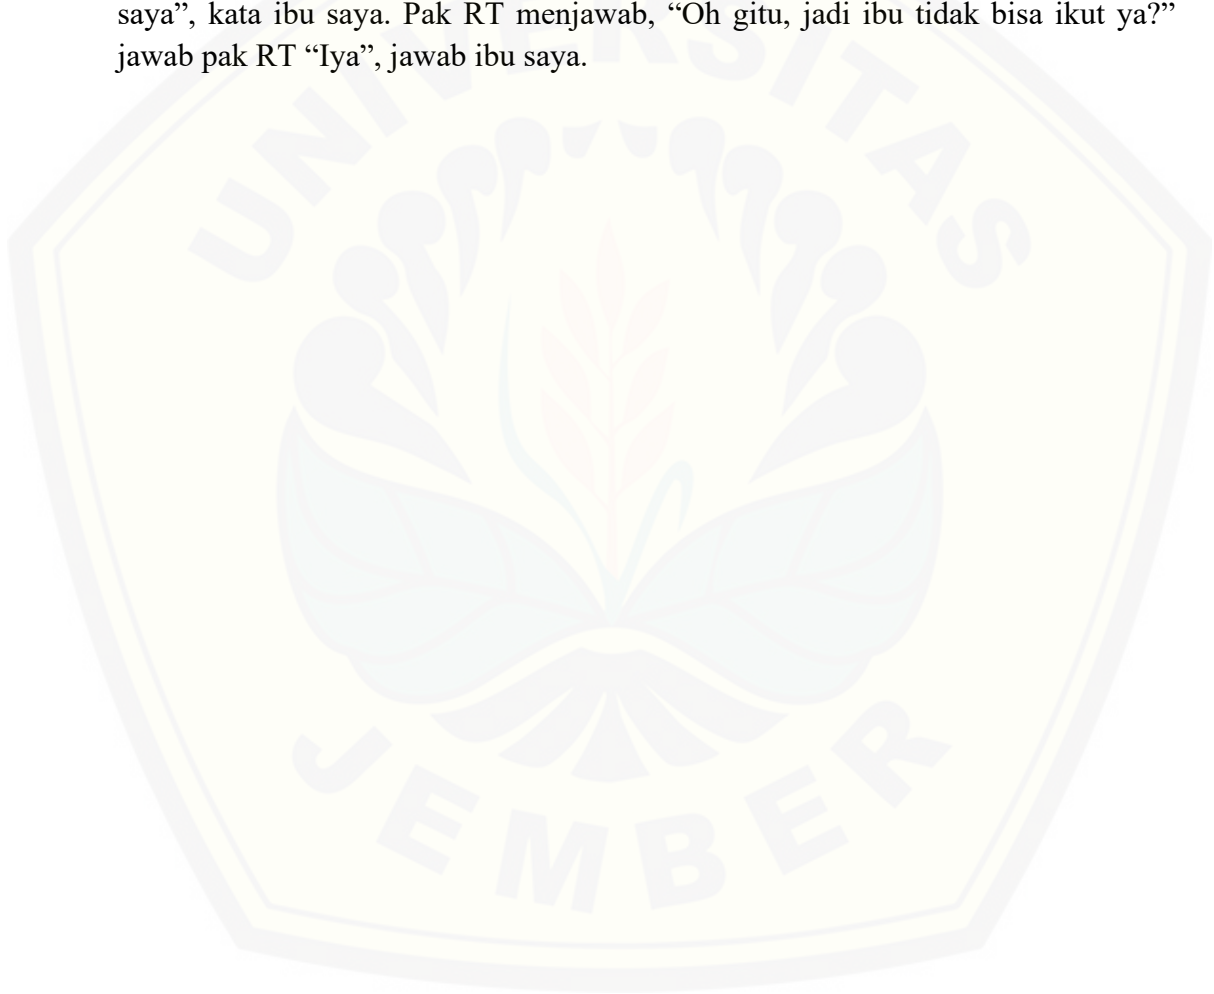 saya”, kata ibu saya. Pak RT menjawab, “Oh gitu, jadi ibu tidak bisa ikut ya?”
jawab pak RT “Iya”, jawab ibu saya.
UNIVERSITAS
JEMBER